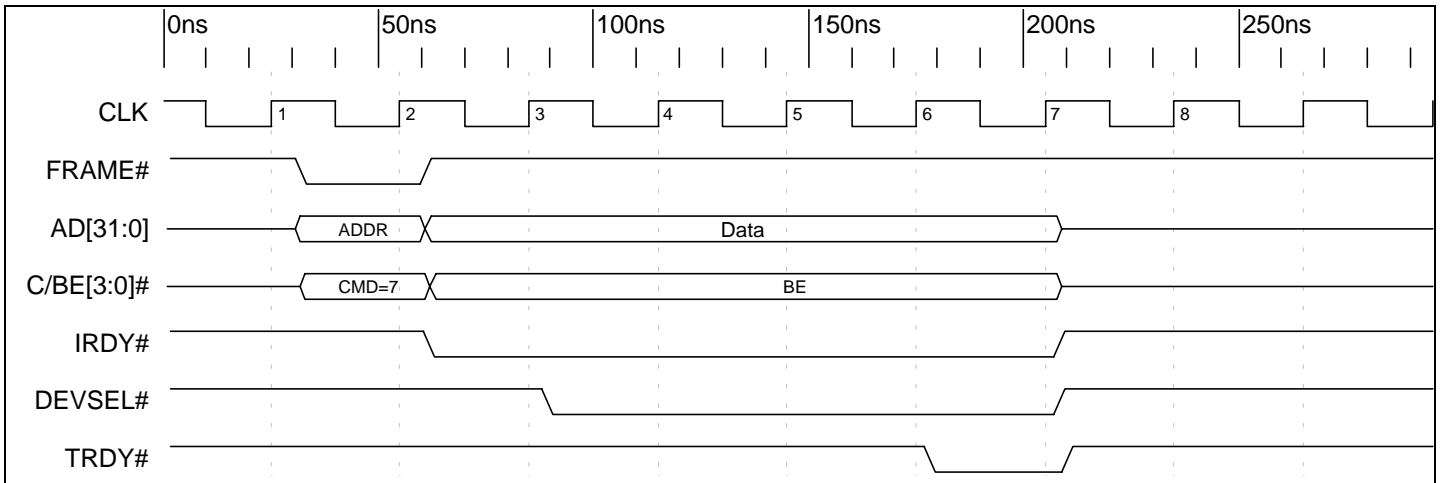 0ns 50ns 100ns 150ns 200ns 250ns
CLK 1 2 3 4 5 6 7 8
FRAME#
AD[31:0] ADDR Data
C/BE[3:0]# CMD=7 BE
IRDY#
DEVSEL#
TRDY#